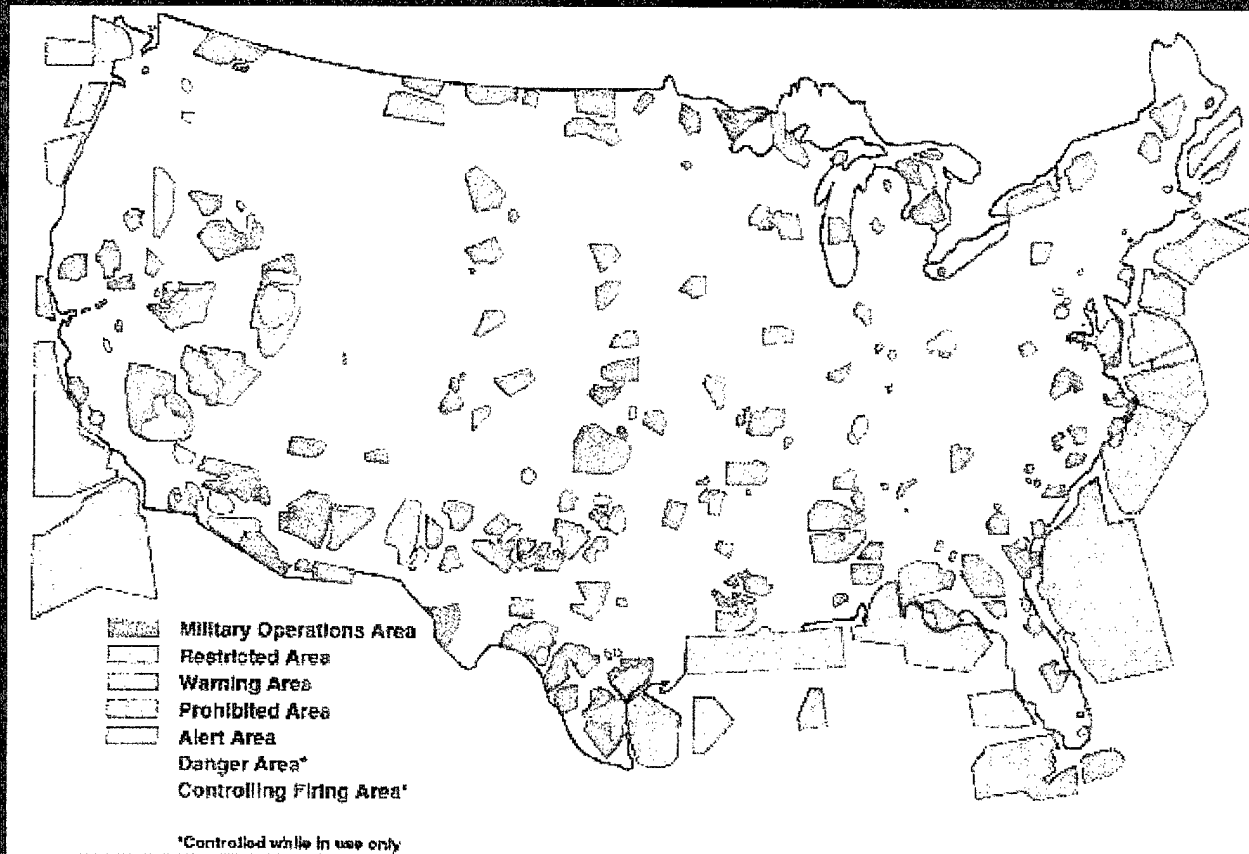 Military Operations Area
Restricted Area
Warning Area
Prohibited Area
Alert Area
Danger Area*
Controlling Firing Area*
*Controlled while in use only